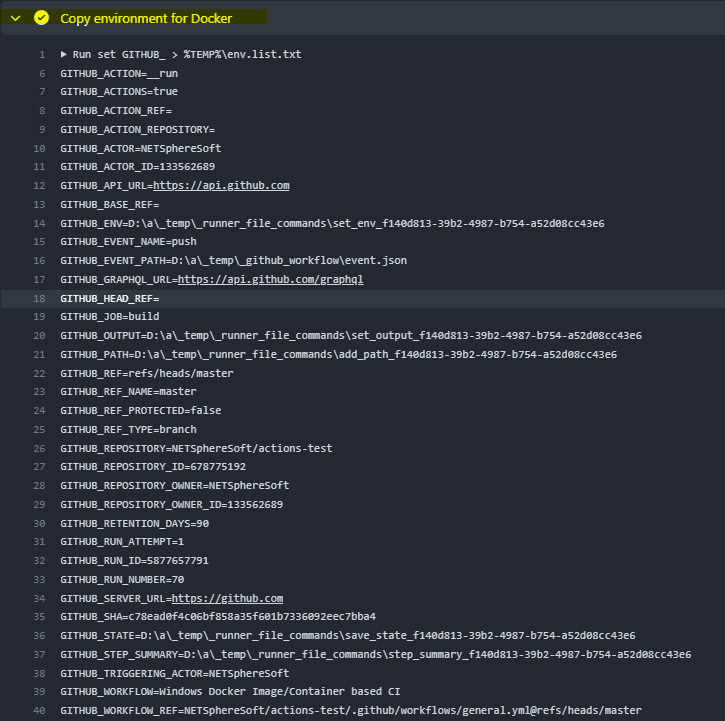 Copy environment for Docker
1 Run set GITHUB_ > %TEMP%\env.list.txt
6 GITHUB_ACTION=__run
7 GITHUB_ACTIONS=true
8 GITHUB_ACTION_REF=
9 GITHUB_ACTION_REPOSITORY=
10 GITHUB_ACTOR=NETSphereSoft
11 GITHUB_ACTOR_ID=133562689
12 GITHUB_API_URL=https://api.github.com
13 GITHUB_BASE_REF=
14 GITHUB_ENV=D:\a\_temp\_runner_file_commands\set_env_f140d813-39b2-4987-b754-a52d08cc43e6
15 GITHUB_EVENT_NAME=push
16 GITHUB_EVENT_PATH=D:\a\_temp\_github_workflow\event.json
17 GITHUB_GRAPHQL_URL=https://api.github.com/graphql
18 GITHUB_HEAD_REF=
19 GITHUB_JOB=build
20 GITHUB_OUTPUT=D:\a\_temp\_runner_file_commands\set_output_f140d813-39b2-4987-b754-a52d08cc43e6
21 GITHUB_PATH=D:\a\_temp\_runner_file_commands\add_path_f140d813-39b2-4987-b754-a52d08cc43e6
22 GITHUB_REF=refs/heads/master
23 GITHUB_REF_NAME=master
24 GITHUB_REF_PROTECTED=false
25 GITHUB_REF_TYPE=branch
26 GITHUB_REPOSITORY=NETSphereSoft/actions-test
27 GITHUB_REPOSITORY_ID=678775192
28 GITHUB_REPOSITORY_OWNER=NETSphereSoft
29 GITHUB_REPOSITORY_OWNER_ID=133562689
30 GITHUB_RETENTION_DAYS=90
31 GITHUB_RUN_ATTEMPT=1
32 GITHUB_RUN_ID=5877657791
33 GITHUB_RUN_NUMBER=70
34 GITHUB_SERVER_URL=https://github.com
35 GITHUB_SHA=c78ead0f4c06bf858a35f601b7336092eec7bba4
36 GITHUB_STATE=D:\a\_temp\_runner_file_commands\save_state_f140d813-39b2-4987-b754-a52d08cc43e6
37 GITHUB_STEP_SUMMARY=D:\a\_temp\_runner_file_commands\step_summary_f140d813-39b2-4987-b754-a52d08cc43e6
38 GITHUB_TRIGGERING_ACTOR=NETSphereSoft
39 GITHUB_WORKFLOW=Windows Docker Image/Container based CI
40 GITHUB_WORKFLOW_REF=NETSphereSoft/actions-test/.github/workflows/general.yml@refs/heads/master